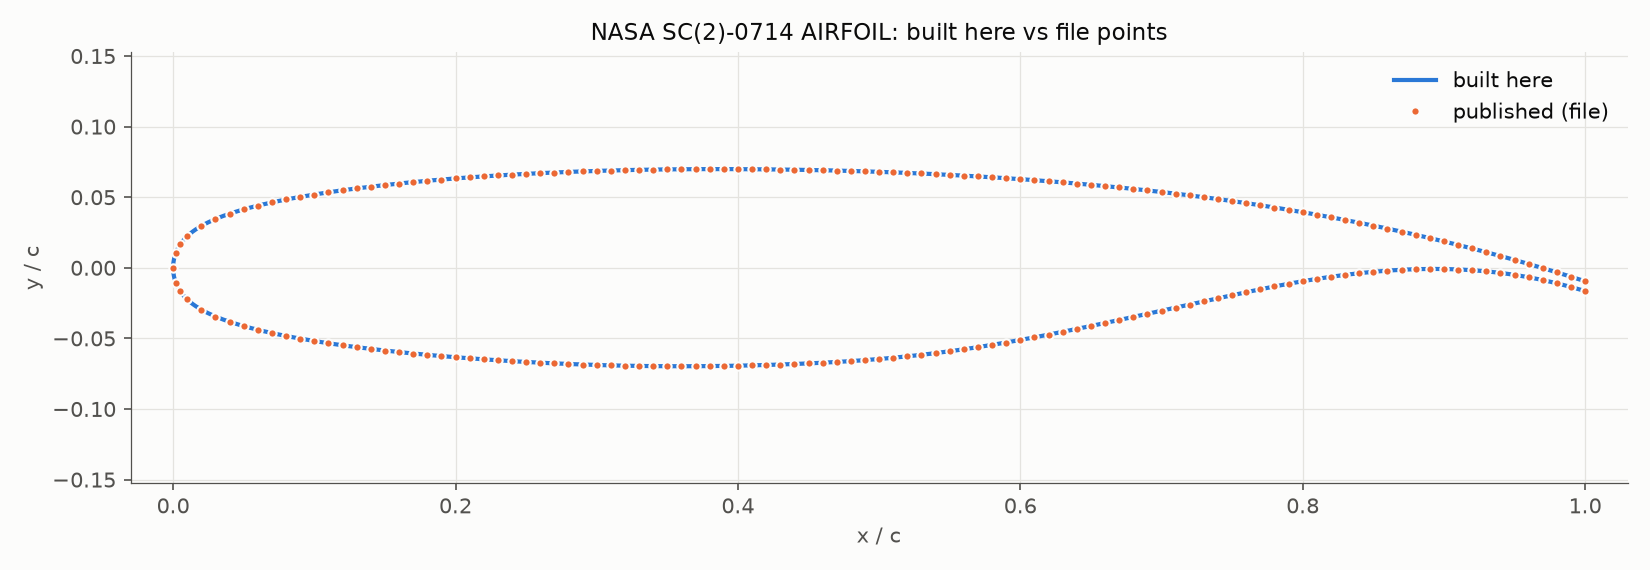 NASA SC(2)-0714 AIRFOIL: built here vs file points
built here
published (file)
y / c
0.15
0.10
0.05
0.00
−0.05
−0.10
−0.15
0.0 0.2 0.4 0.6 0.8 1.0
x / c